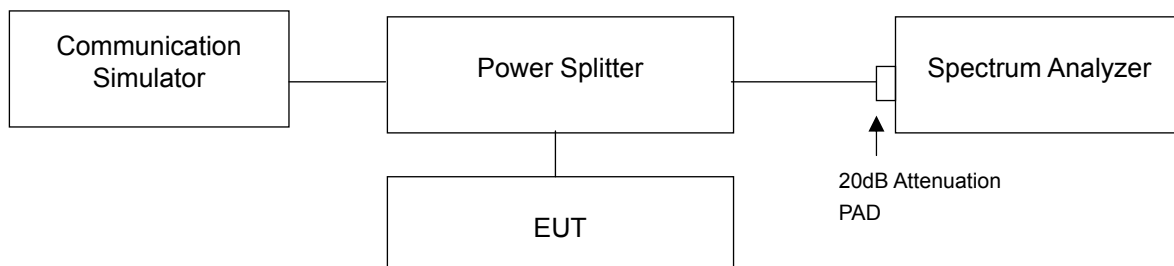 Communication
Simulator
Power Splitter
Spectrum Analyzer
20dB Attenuation
PAD
EUT